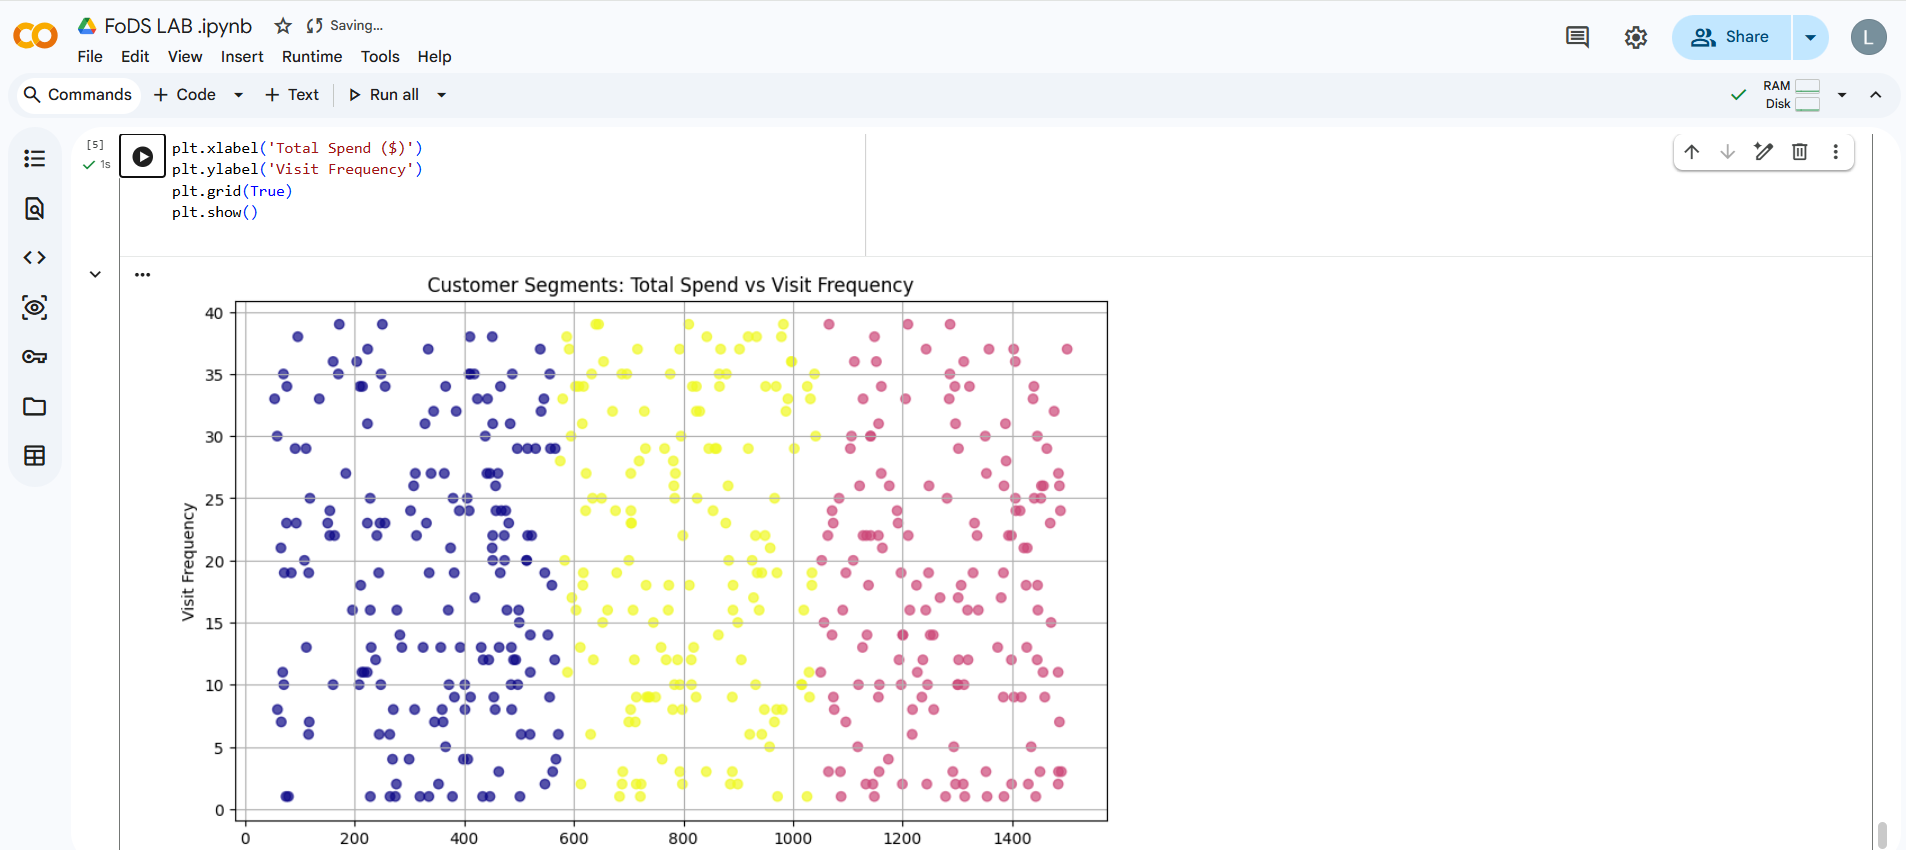 FoDS LAB .ipynb
Saving...
File Edit View Insert Runtime Tools Help
Share
L
Commands + Code + Text Run all
RAM
Disk
[5]
1s
plt.xlabel('Total Spend ($)')
plt.ylabel('Visit Frequency')
plt.grid(True)
plt.show()
Customer Segments: Total Spend vs Visit Frequency
Visit Frequency
40
35
30
25
20
15
10
5
0
0 200 400 600 800 1000 1200 1400